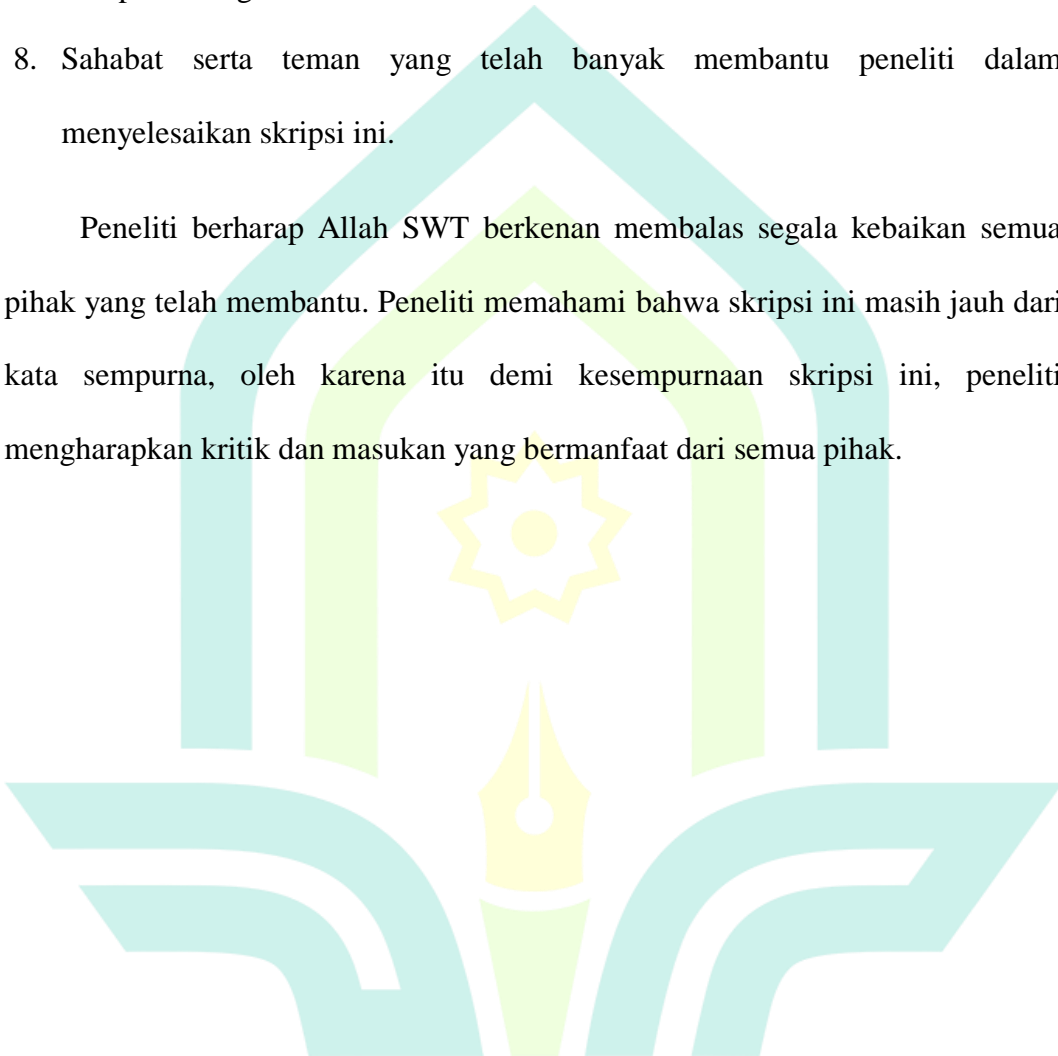 8. Sahabat serta teman yang telah banyak membantu peneliti dalam
menyelesaikan skripsi ini.
Peneliti berharap Allah SWT berkenan membalas segala kebaikan semua
pihak yang telah membantu. Peneliti memahami bahwa skripsi ini masih jauh dari
kata sempurna, oleh karena itu demi kesempurnaan skripsi ini, peneliti
mengharapkan kritik dan masukan yang bermanfaat dari semua pihak.